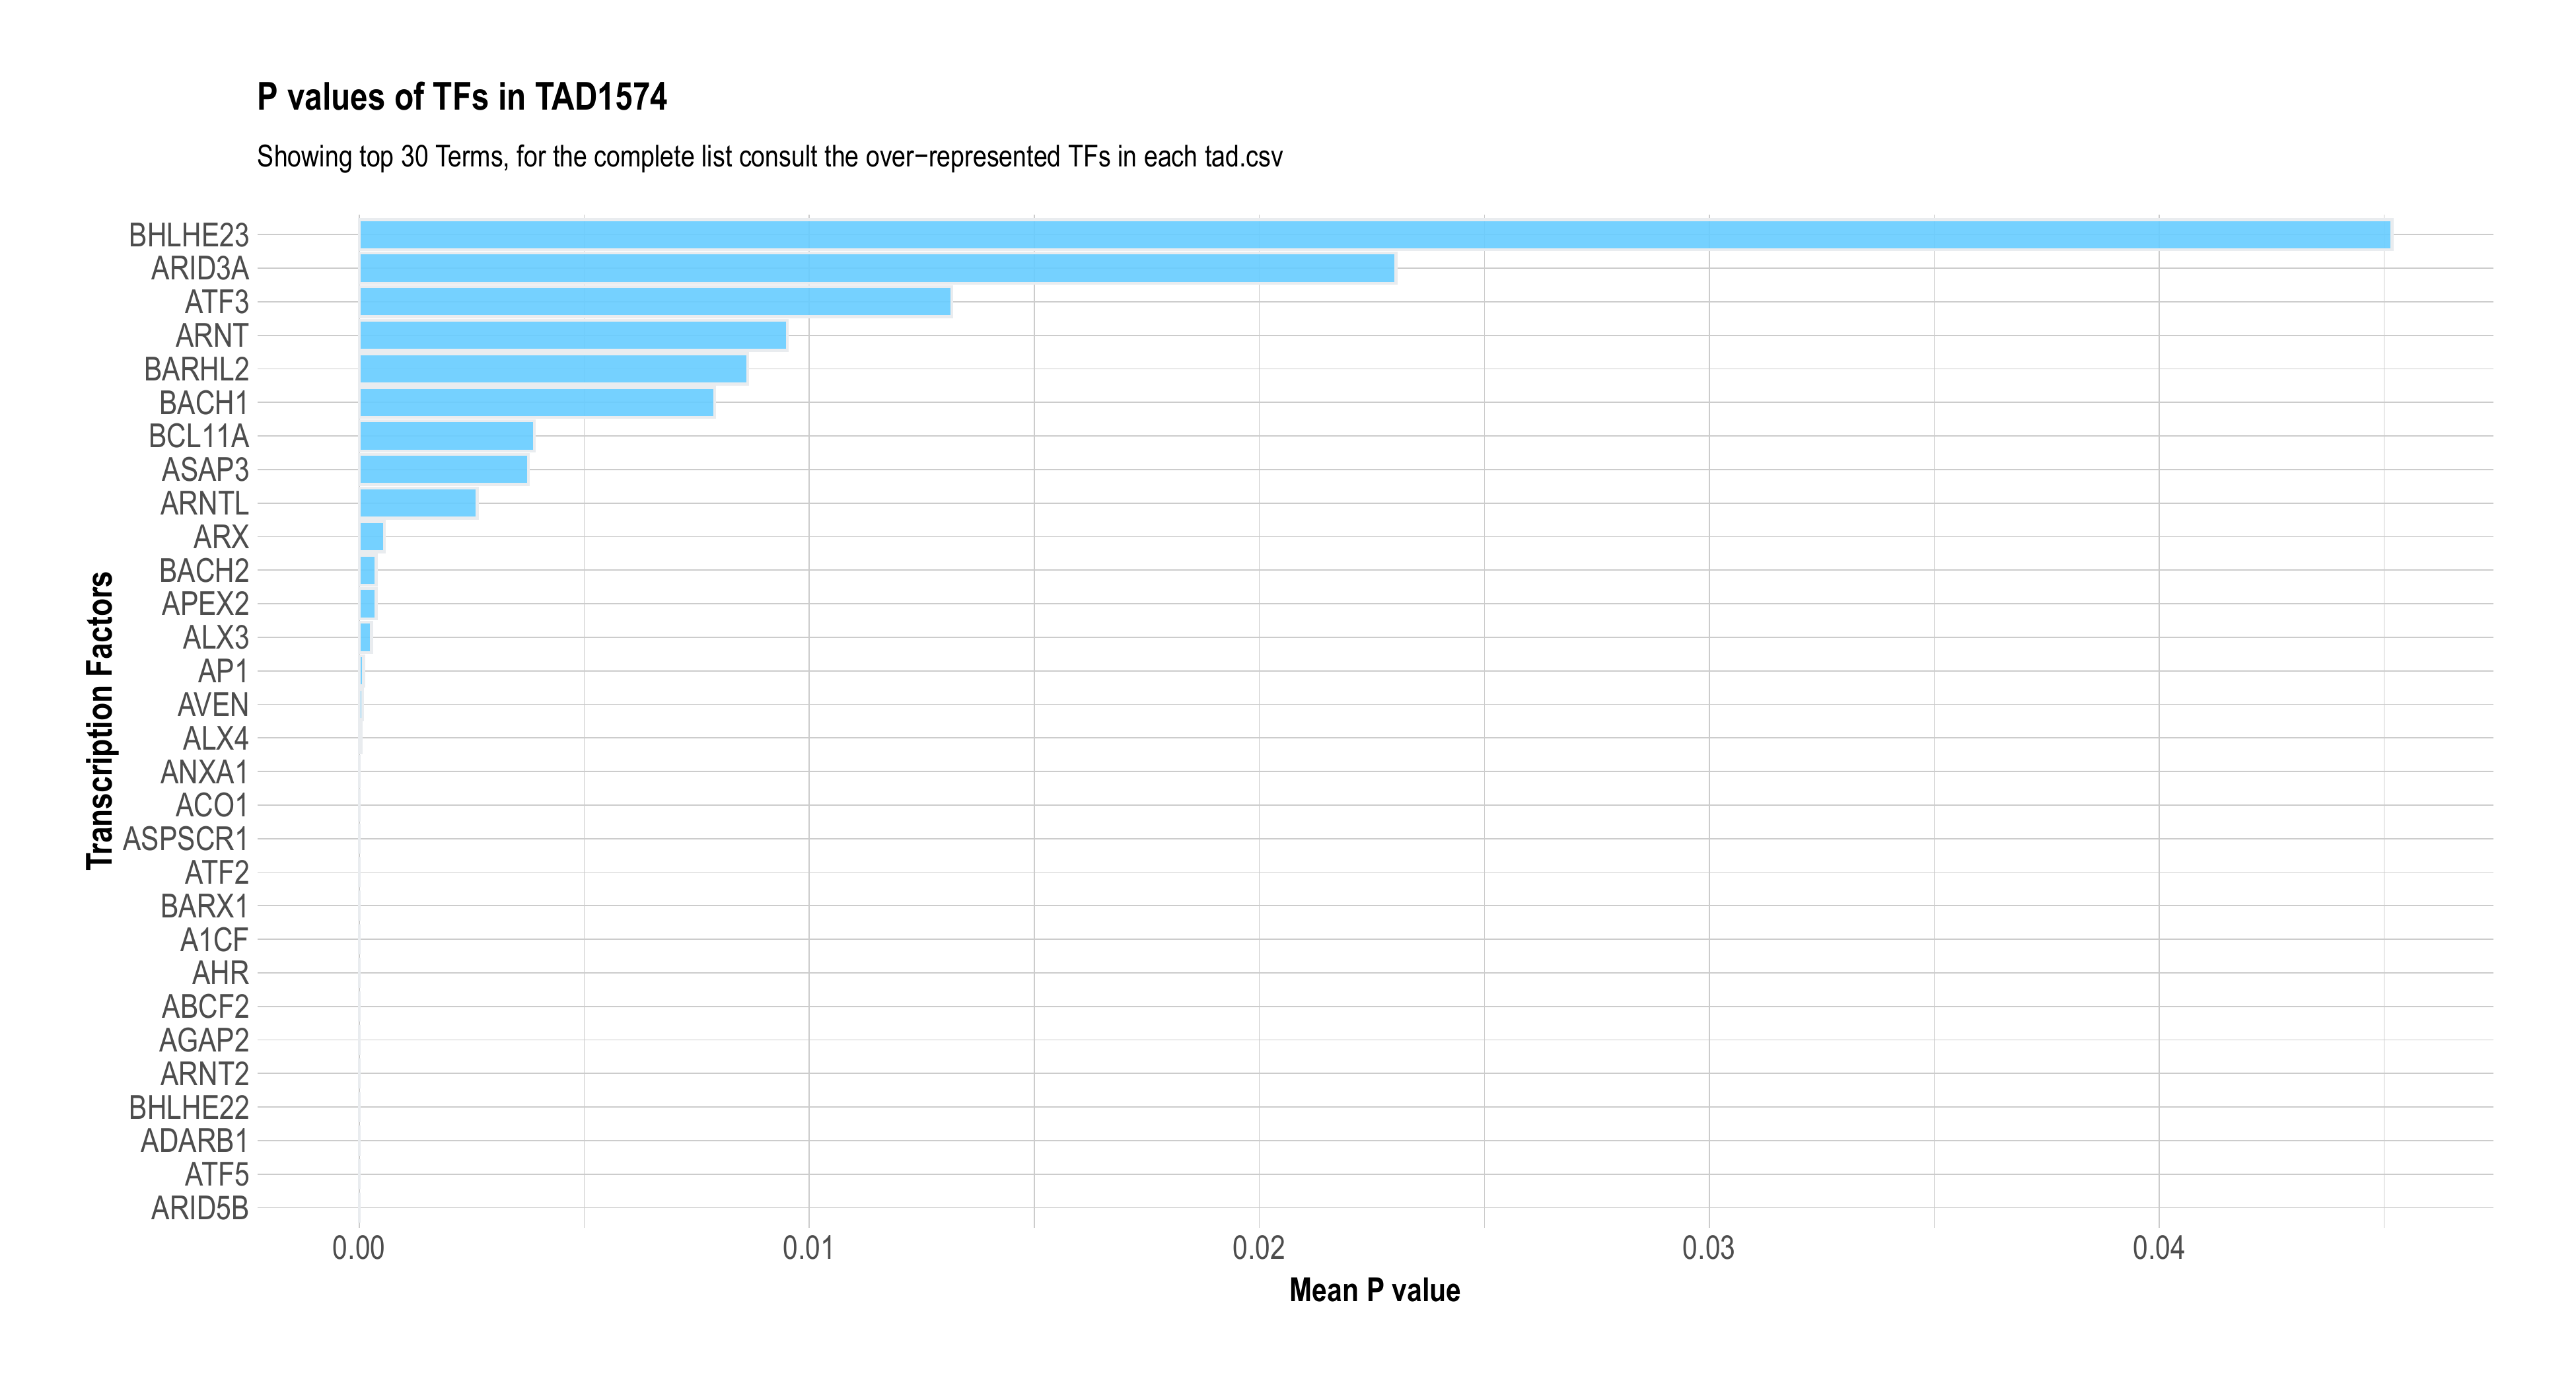 P values of TFs in TAD1574
Showing top 30 Terms, for the complete list consult the over−represented TFs in each tad.csv
Transcription Factors
BHLHE23
ARID3A
ATF3
ARNT
BARHL2
BACH1
BCL11A
ASAP3
ARNTL
ARX
BACH2
APEX2
ALX3
AP1
AVEN
ALX4
ANXA1
ACO1
ASPSCR1
ATF2
BARX1
A1CF
AHR
ABCF2
AGAP2
ARNT2
BHLHE22
ADARB1
ATF5
ARID5B
0.00 0.01 0.02 0.03 0.04
Mean P value